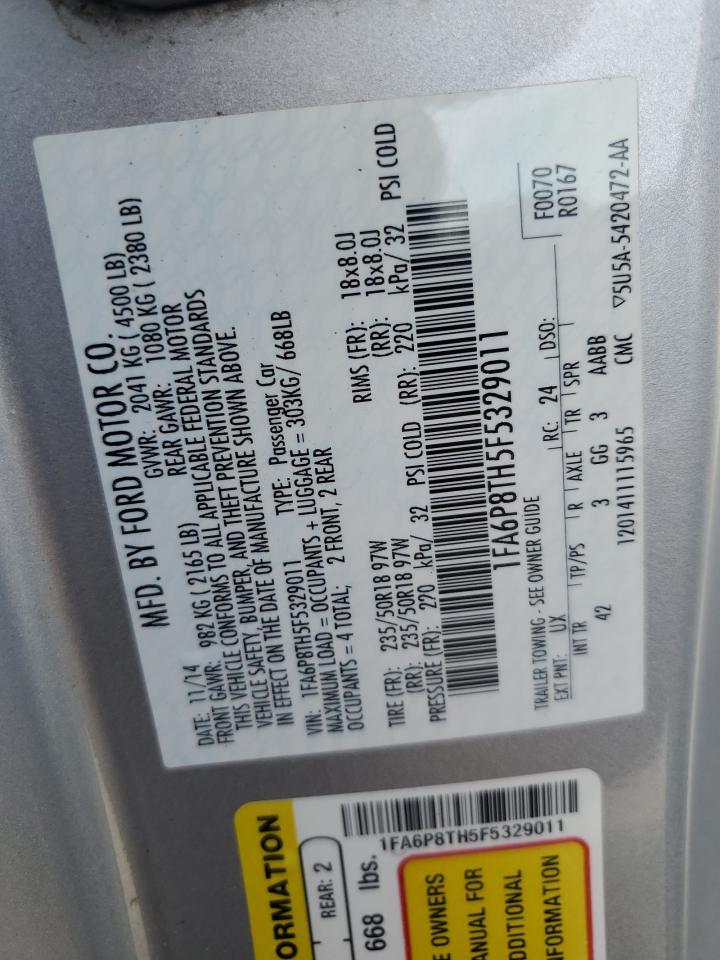 MFD. BY FORD MOTOR CO.
DATE: 11/14 GVWR: 2041 KG ( 4500 LB)
FRONT GAWR: 982 KG ( 2165 LB) REAR GAWR: 1080 KG ( 2380 LB)
THIS VEHICLE CONFORMS TO ALL APPLICABLE FEDERAL MOTOR
VEHICLE SAFETY, BUMPER, AND THEFT PREVENTION STANDARDS
IN EFFECT ON THE DATE OF MANUFACTURE SHOWN ABOVE.
VIN: 1FA6P8TH5F5329011 TYPE: Passenger Car
MAXIMUM LOAD = OCCUPANTS + LUGGAGE = 303KG/ 668LB
OCCUPANTS = 4 TOTAL; 2 FRONT, 2 REAR
TIRE (FR): 235/50R18 97W RIMS (FR): 18x8.0J
(RR): 235/50R18 97W (RR): 18x8.0J
PRESSURE (FR): 220 kPa/ 32 PSI COLD (RR): 220 kPa/ 32 PSI COLD
1FA6P8TH5F5329011
TRAILER TOWING - SEE OWNER GUIDE
F0070
R0167
EXT PNT: UX RC: 24 DSO:
INT TR TP/PS R AXLE TR SPR
42 3 GG 3 AABB
1201411115965 CMC ▽5U5A-5420472-AA
ORMATION
REAR: 2
668 lbs.
1FA6P8TH5F5329011
E OWNERS
ANUAL FOR
DDITIONAL
FORMATION